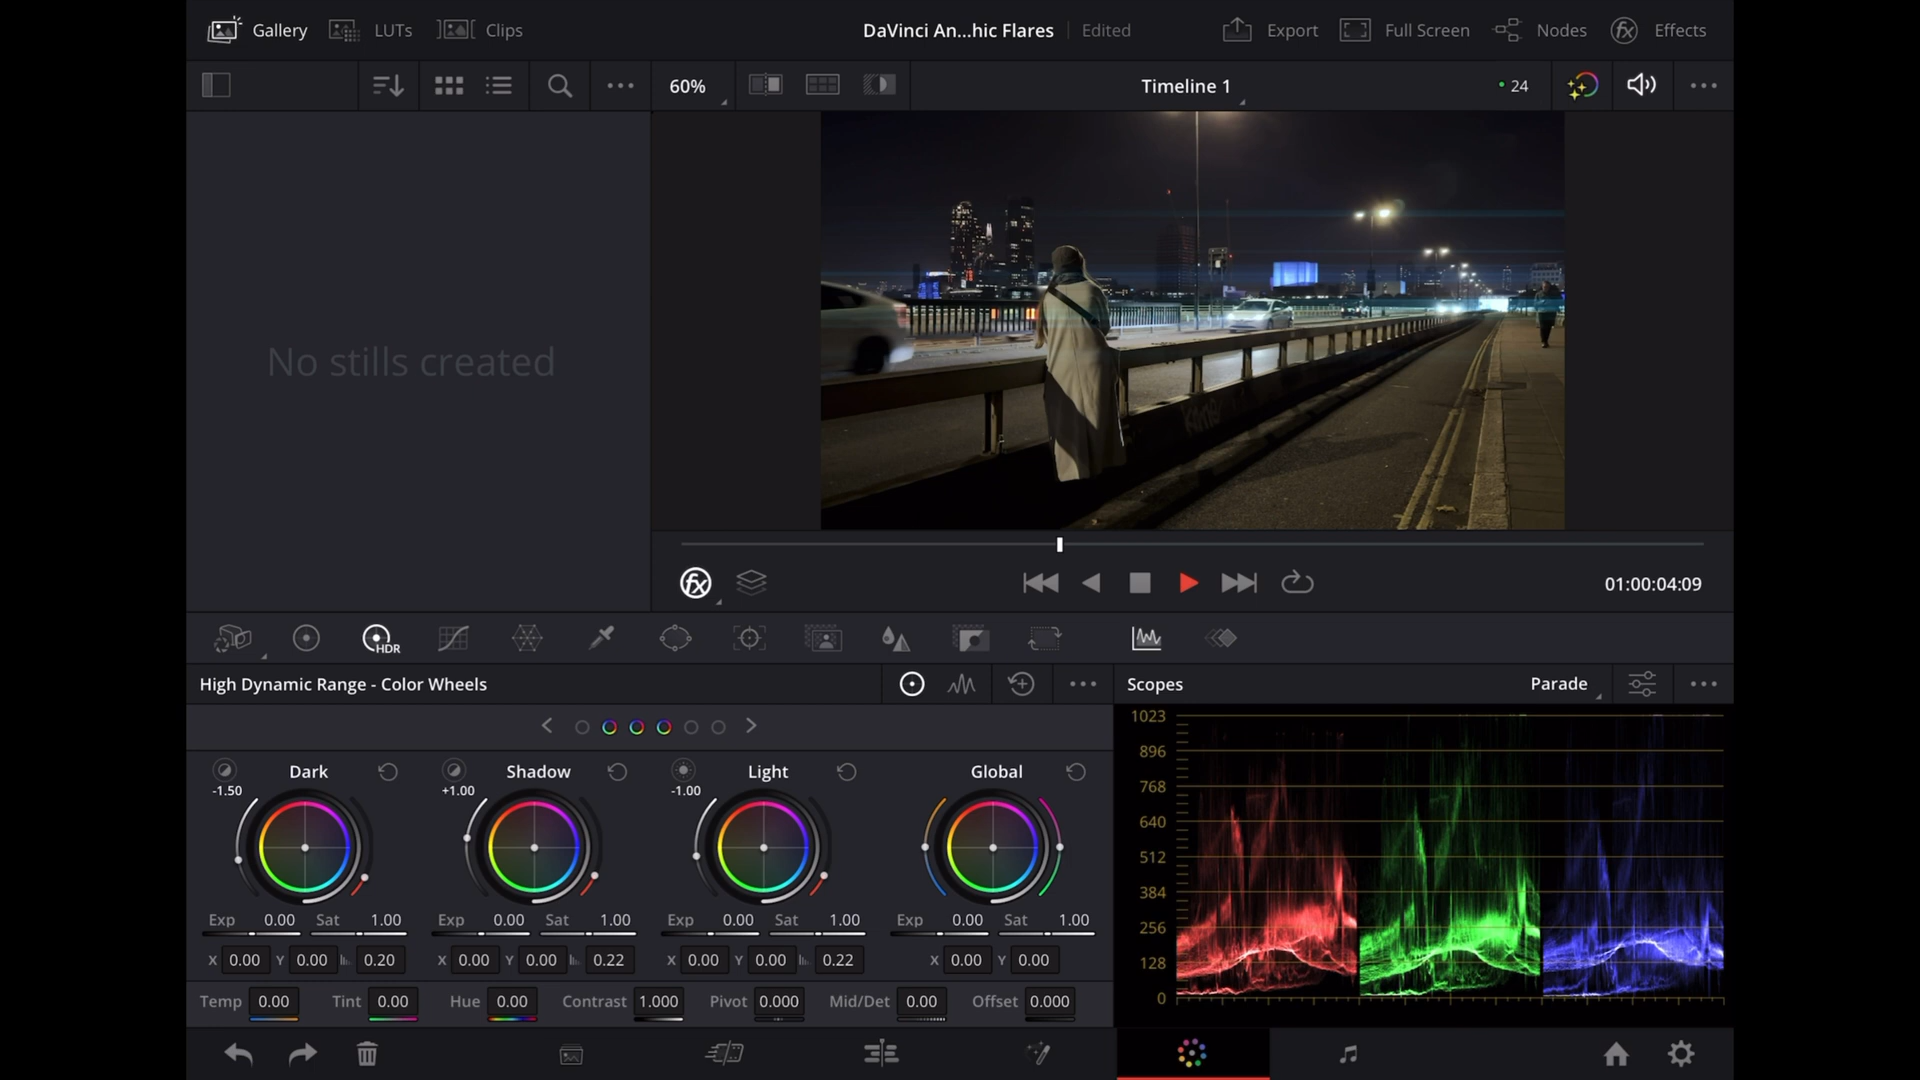 Gallery LUTs Clips DaVinci An...hic Flares Edited Export Full Screen Nodes Effects
60% Timeline 1 24
No stills created
01:00:04:09
HDR
High Dynamic Range - Color Wheels Scopes Parade
Dark Shadow Light Global
-1.50 +1.00 -1.00
Exp 0.00 Sat 1.00 Exp 0.00 Sat 1.00 Exp 0.00 Sat 1.00 Exp 0.00 Sat 1.00
X 0.00 Y 0.00 0.20 X 0.00 Y 0.00 0.22 X 0.00 Y 0.00 0.22 X 0.00 Y 0.00
Temp 0.00 Tint 0.00 Hue 0.00 Contrast 1.000 Pivot 0.000 Mid/Det 0.00 Offset 0.000
1023
896
768
640
512
384
256
128
0